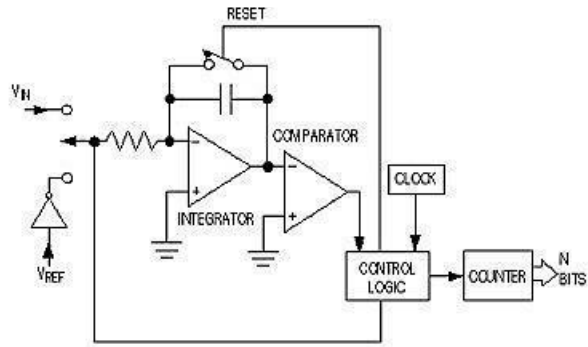 RESET
VIN
COMPARATOR
−
+
−
+
CLOCK
INTEGRATOR
VREF
CONTROL
LOGIC
COUNTER
N
BITS